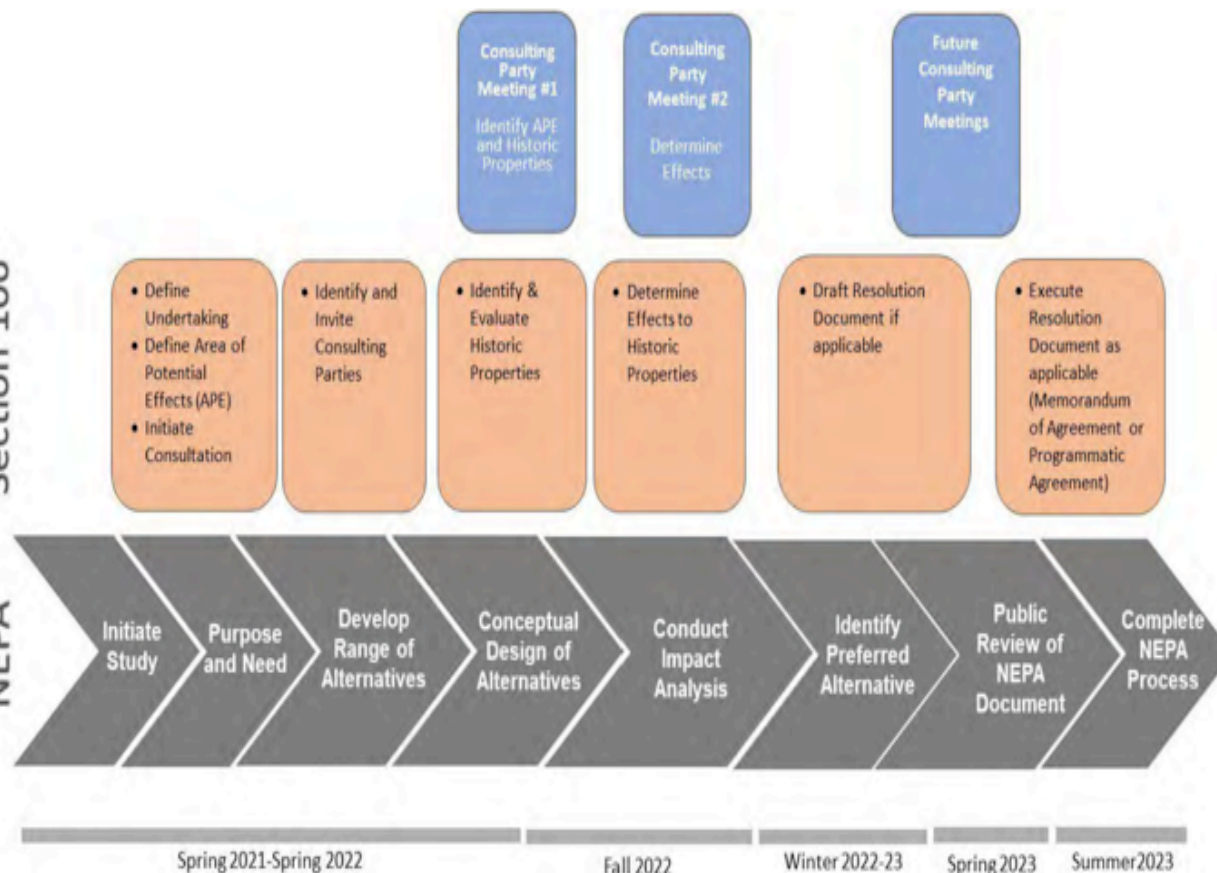 Consulting
Party
Meeting #1
Identify APE
and Historic
Properties
Consulting
Party
Meeting #2
Determine
Effects
Future
Consulting
Party
Meetings
Section 106
• Define
Undertaking
• Define Area of
Potential
Effects (APE)
• Initiate
Consultation
• Identify and
Invite
Consulting
Parties
• Identify &
Evaluate
Historic
Properties
• Determine
Effects to
Historic
Properties
• Draft Resolution
Document if
applicable
• Execute
Resolution
Document as
applicable
(Memorandum
of Agreement or
Programmatic
Agreement)
NEPA
Initiate
Study
Purpose
and Need
Develop
Range of
Alternatives
Conceptual
Design of
Alternatives
Conduct
Impact
Analysis
Identify
Preferred
Alternative
Public
Review of
NEPA
Document
Complete
NEPA
Process
Spring 2021-Spring 2022
Fall 2022
Winter 2022-23
Spring 2023
Summer2023